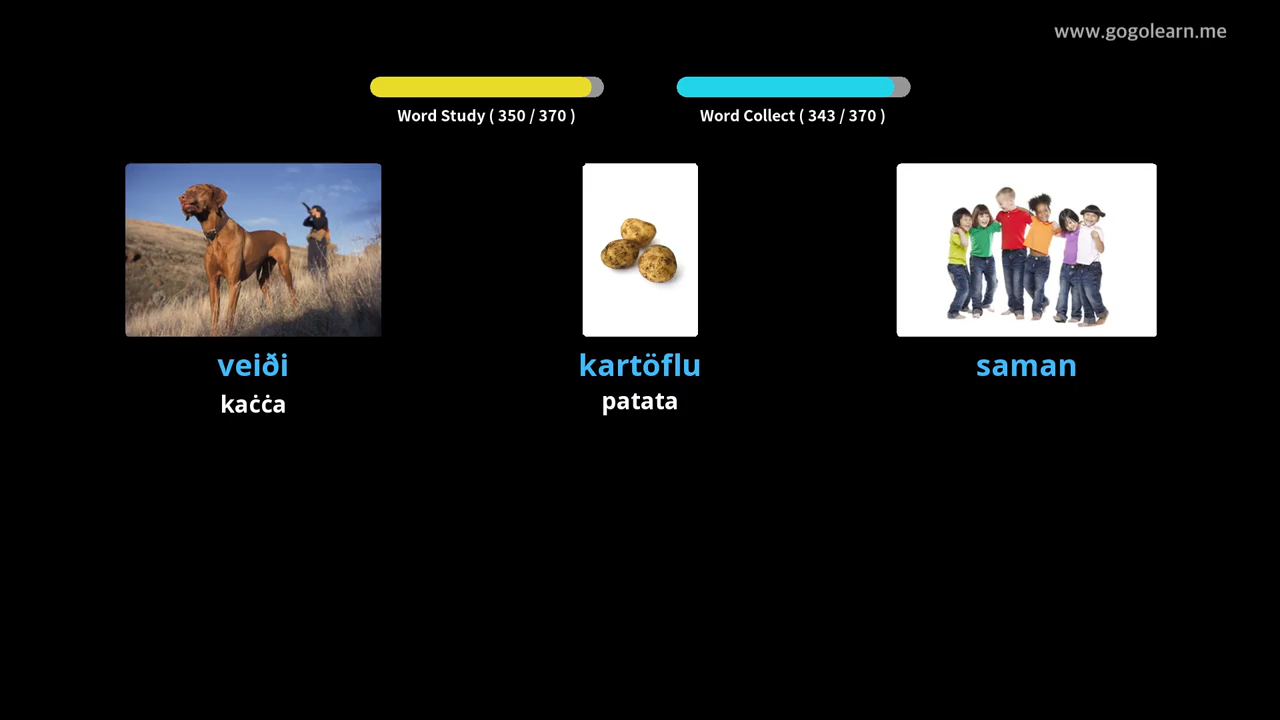 www.gogolearn.me
Word Study ( 350 / 370 )
Word Collect ( 343 / 370 )
veiði
kartöflu
saman
kaċċa
patata